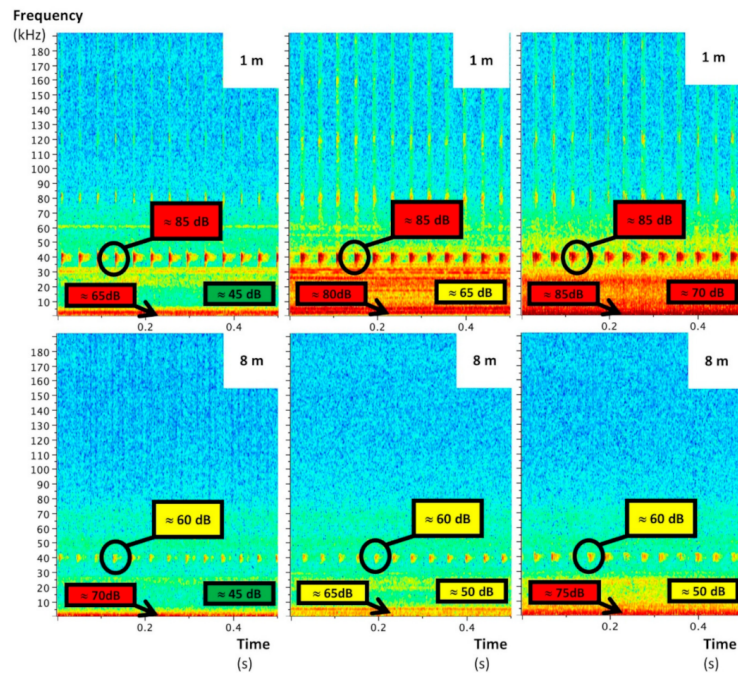 Frequency
(kHz)
1 m
1 m
1 m
190
180
170
160
150
140
130
120
110
100
90
80
70
60
50
40
30
20
10
≈ 85 dB
≈ 85 dB
≈ 85 dB
≈ 65dB
≈ 45 dB
≈ 80dB
≈ 65 dB
≈ 85dB
≈ 70 dB
0.2
0.4
0.2
0.4
0.2
0.4
8 m
8 m
8 m
190
180
170
160
150
140
130
120
110
100
90
80
70
60
50
40
30
20
10
≈ 60 dB
≈ 60 dB
≈ 60 dB
≈ 70dB
≈ 45 dB
≈ 65dB
≈ 50 dB
≈ 75dB
≈ 50 dB
0.2
0.4
0.2
0.4
0.2
0.4
Time
(s)
Time
(s)
Time
(s)